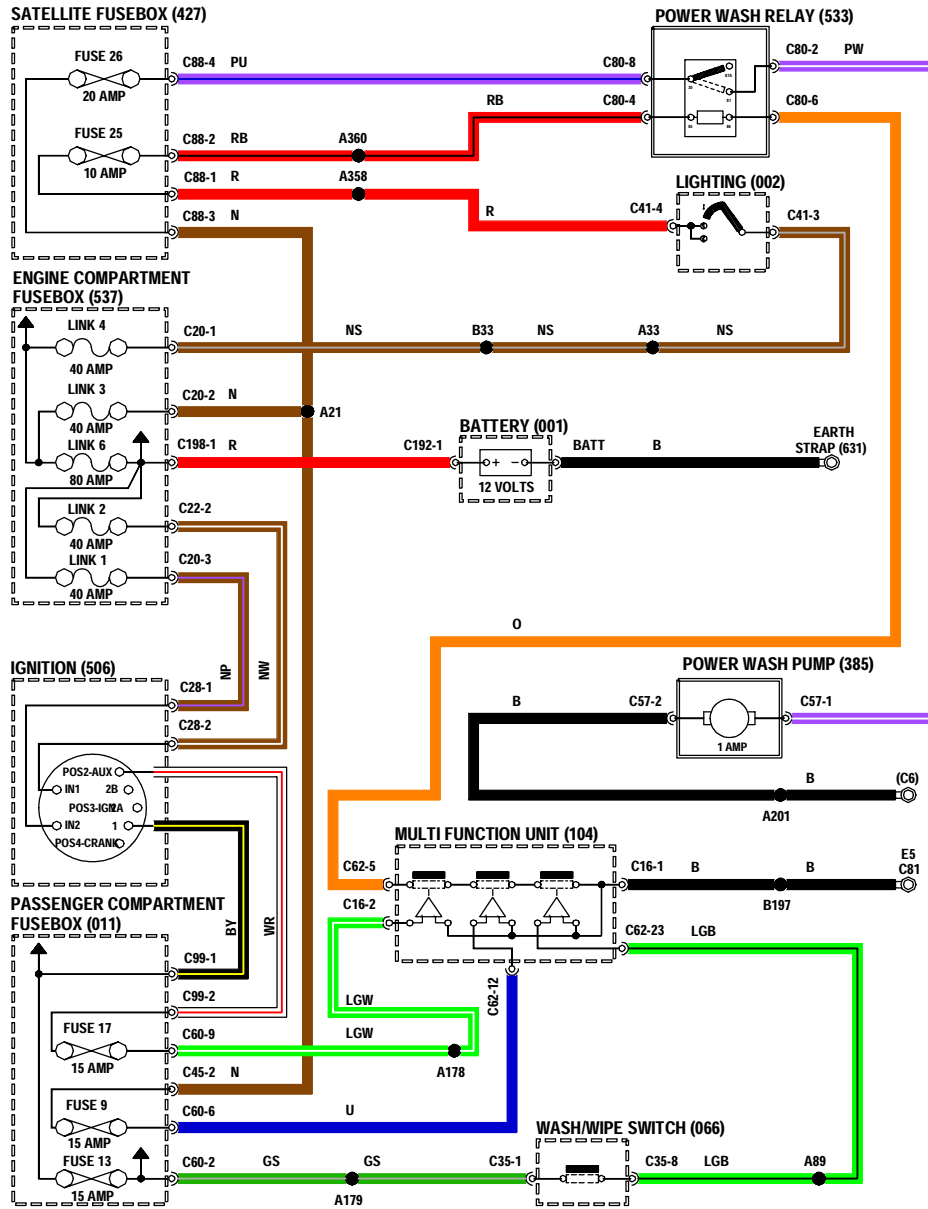 SATELLITE FUSEBOX (427)
FUSE 26
20 AMP
C88-4 PU
FUSE 25
10 AMP
C88-2 RB
A360
RB
C88-1 R
A358
R
C88-3 N
POWER WASH RELAY (533)
C80-8
C80-2 PW
C80-4
C80-6
30
87A
87
85
86
LIGHTING (002)
C41-4
C41-3
ENGINE COMPARTMENT
FUSEBOX (537)
LINK 4
40 AMP
C20-1
NS
B33
NS
A33
NS
LINK 3
40 AMP
C20-2 N
A21
LINK 6
80 AMP
C198-1 R
C192-1
BATTERY (001)
12 VOLTS
BATT B
EARTH
STRAP (631)
LINK 2
40 AMP
C22-2
LINK 1
40 AMP
C20-3
O
NP
NW
IGNITION (506)
C28-1
C28-2
POS2-AUX
IN1
2B
POS3-IGN
2A
IN2
1
POS4-CRANK
POWER WASH PUMP (385)
B
C57-2
C57-1
1 AMP
B
(C6)
A201
MULTI FUNCTION UNIT (104)
C62-5
C16-1
B
B
E5
C81
B197
C16-2
C62-23 LGB
C62-12
PASSENGER COMPARTMENT
FUSEBOX (011)
BY
WR
C99-1
C99-2
LGW
FUSE 17
15 AMP
C60-9
LGW
A178
C45-2 N
FUSE 9
15 AMP
C60-6
U
FUSE 13
15 AMP
C60-2
GS
GS
A179
WASH/WIPE SWITCH (066)
C35-1
C35-8
LGB
A89